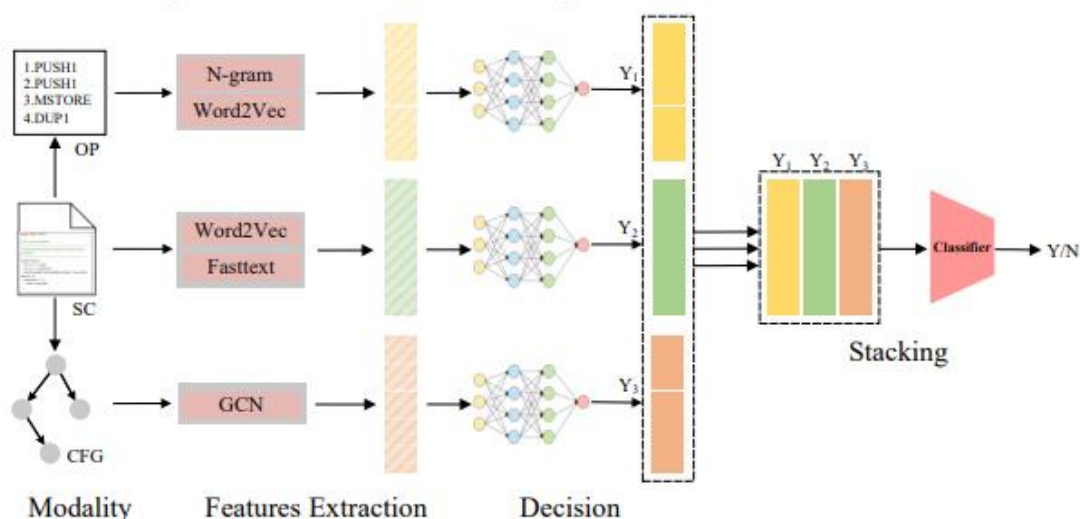 1.PUSH1
2.PUSH1
3.MSTORE
4.DUP1
OP
N-gram
Word2Vec
Y1
SC
Word2Vec
Fasttext
Y2
CFG
GCN
Y3
Y1 Y2 Y3
Classifier
Y/N
Stacking
Modality
Features Extraction
Decision